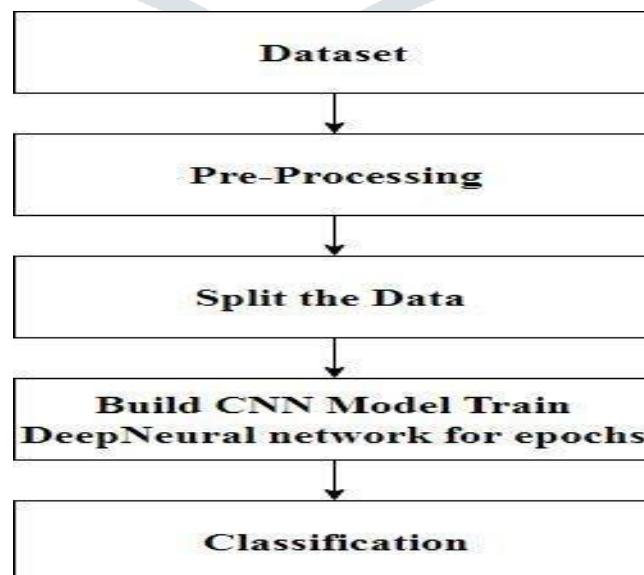 Dataset
Pre-Processing
Split the Data
Build CNN Model Train
DeepNeural network for epochs
Classification